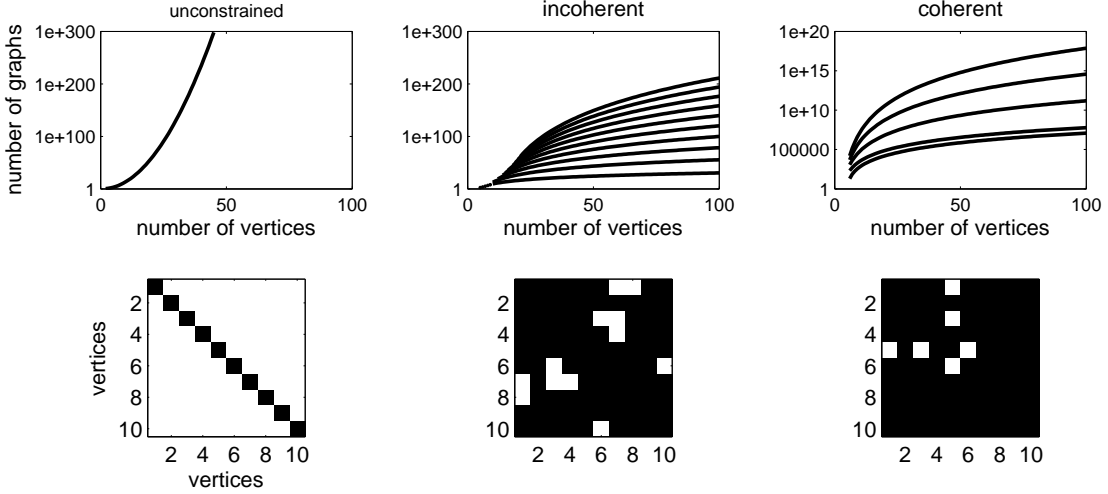 unconstrained
incoherent
coherent
number of graphs
1e+300
1e+200
1e+100
1
0
50
100
number of vertices
1e+300
1e+200
1e+100
1
0
50
100
number of vertices
1e+20
1e+15
1e+10
100000
1
0
50
100
number of vertices
vertices
2
4
6
8
10
2 4 6 8 10
vertices
2
4
6
8
10
2 4 6 8 10
2
4
6
8
10
2 4 6 8 10